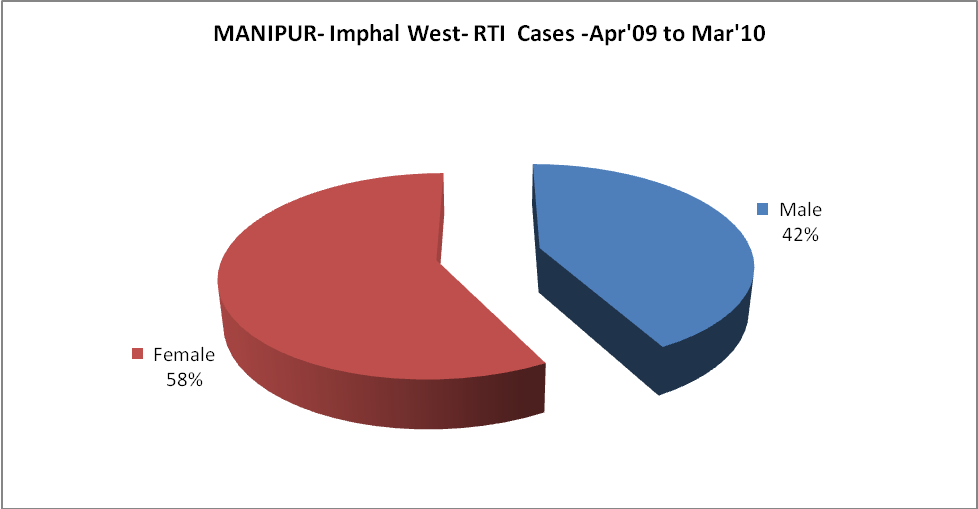 MANIPUR- Imphal West- RTI  Cases -Apr'09 to Mar'10
Male
42%
Female
58%